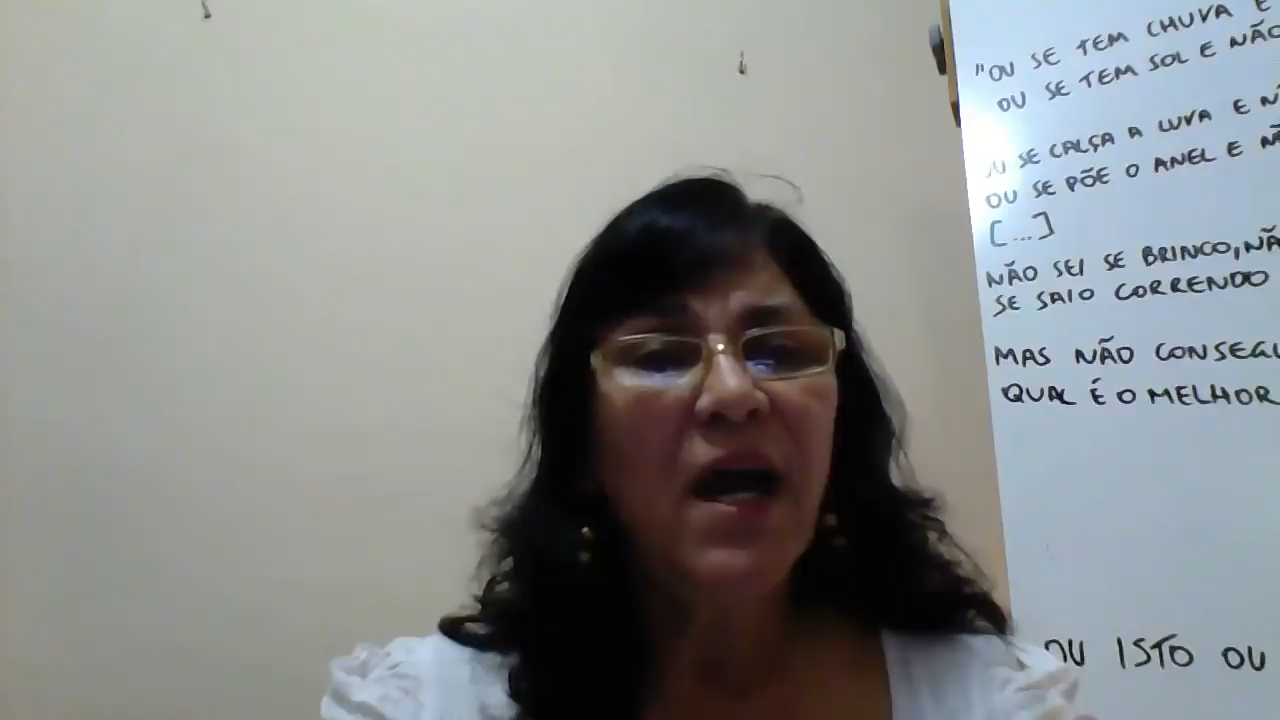 "OU SE TEM CHUVA E
OU SE TEM SOL E NÃO
OU SE CALÇA A LUVA E
OU SE PÕE O ANEL E
[...]
NÃO SEI SE BRINCO,
SE SAIO CORRENDO
MAS NÃO
QUAL É O MELHOR
OU ISTO OU